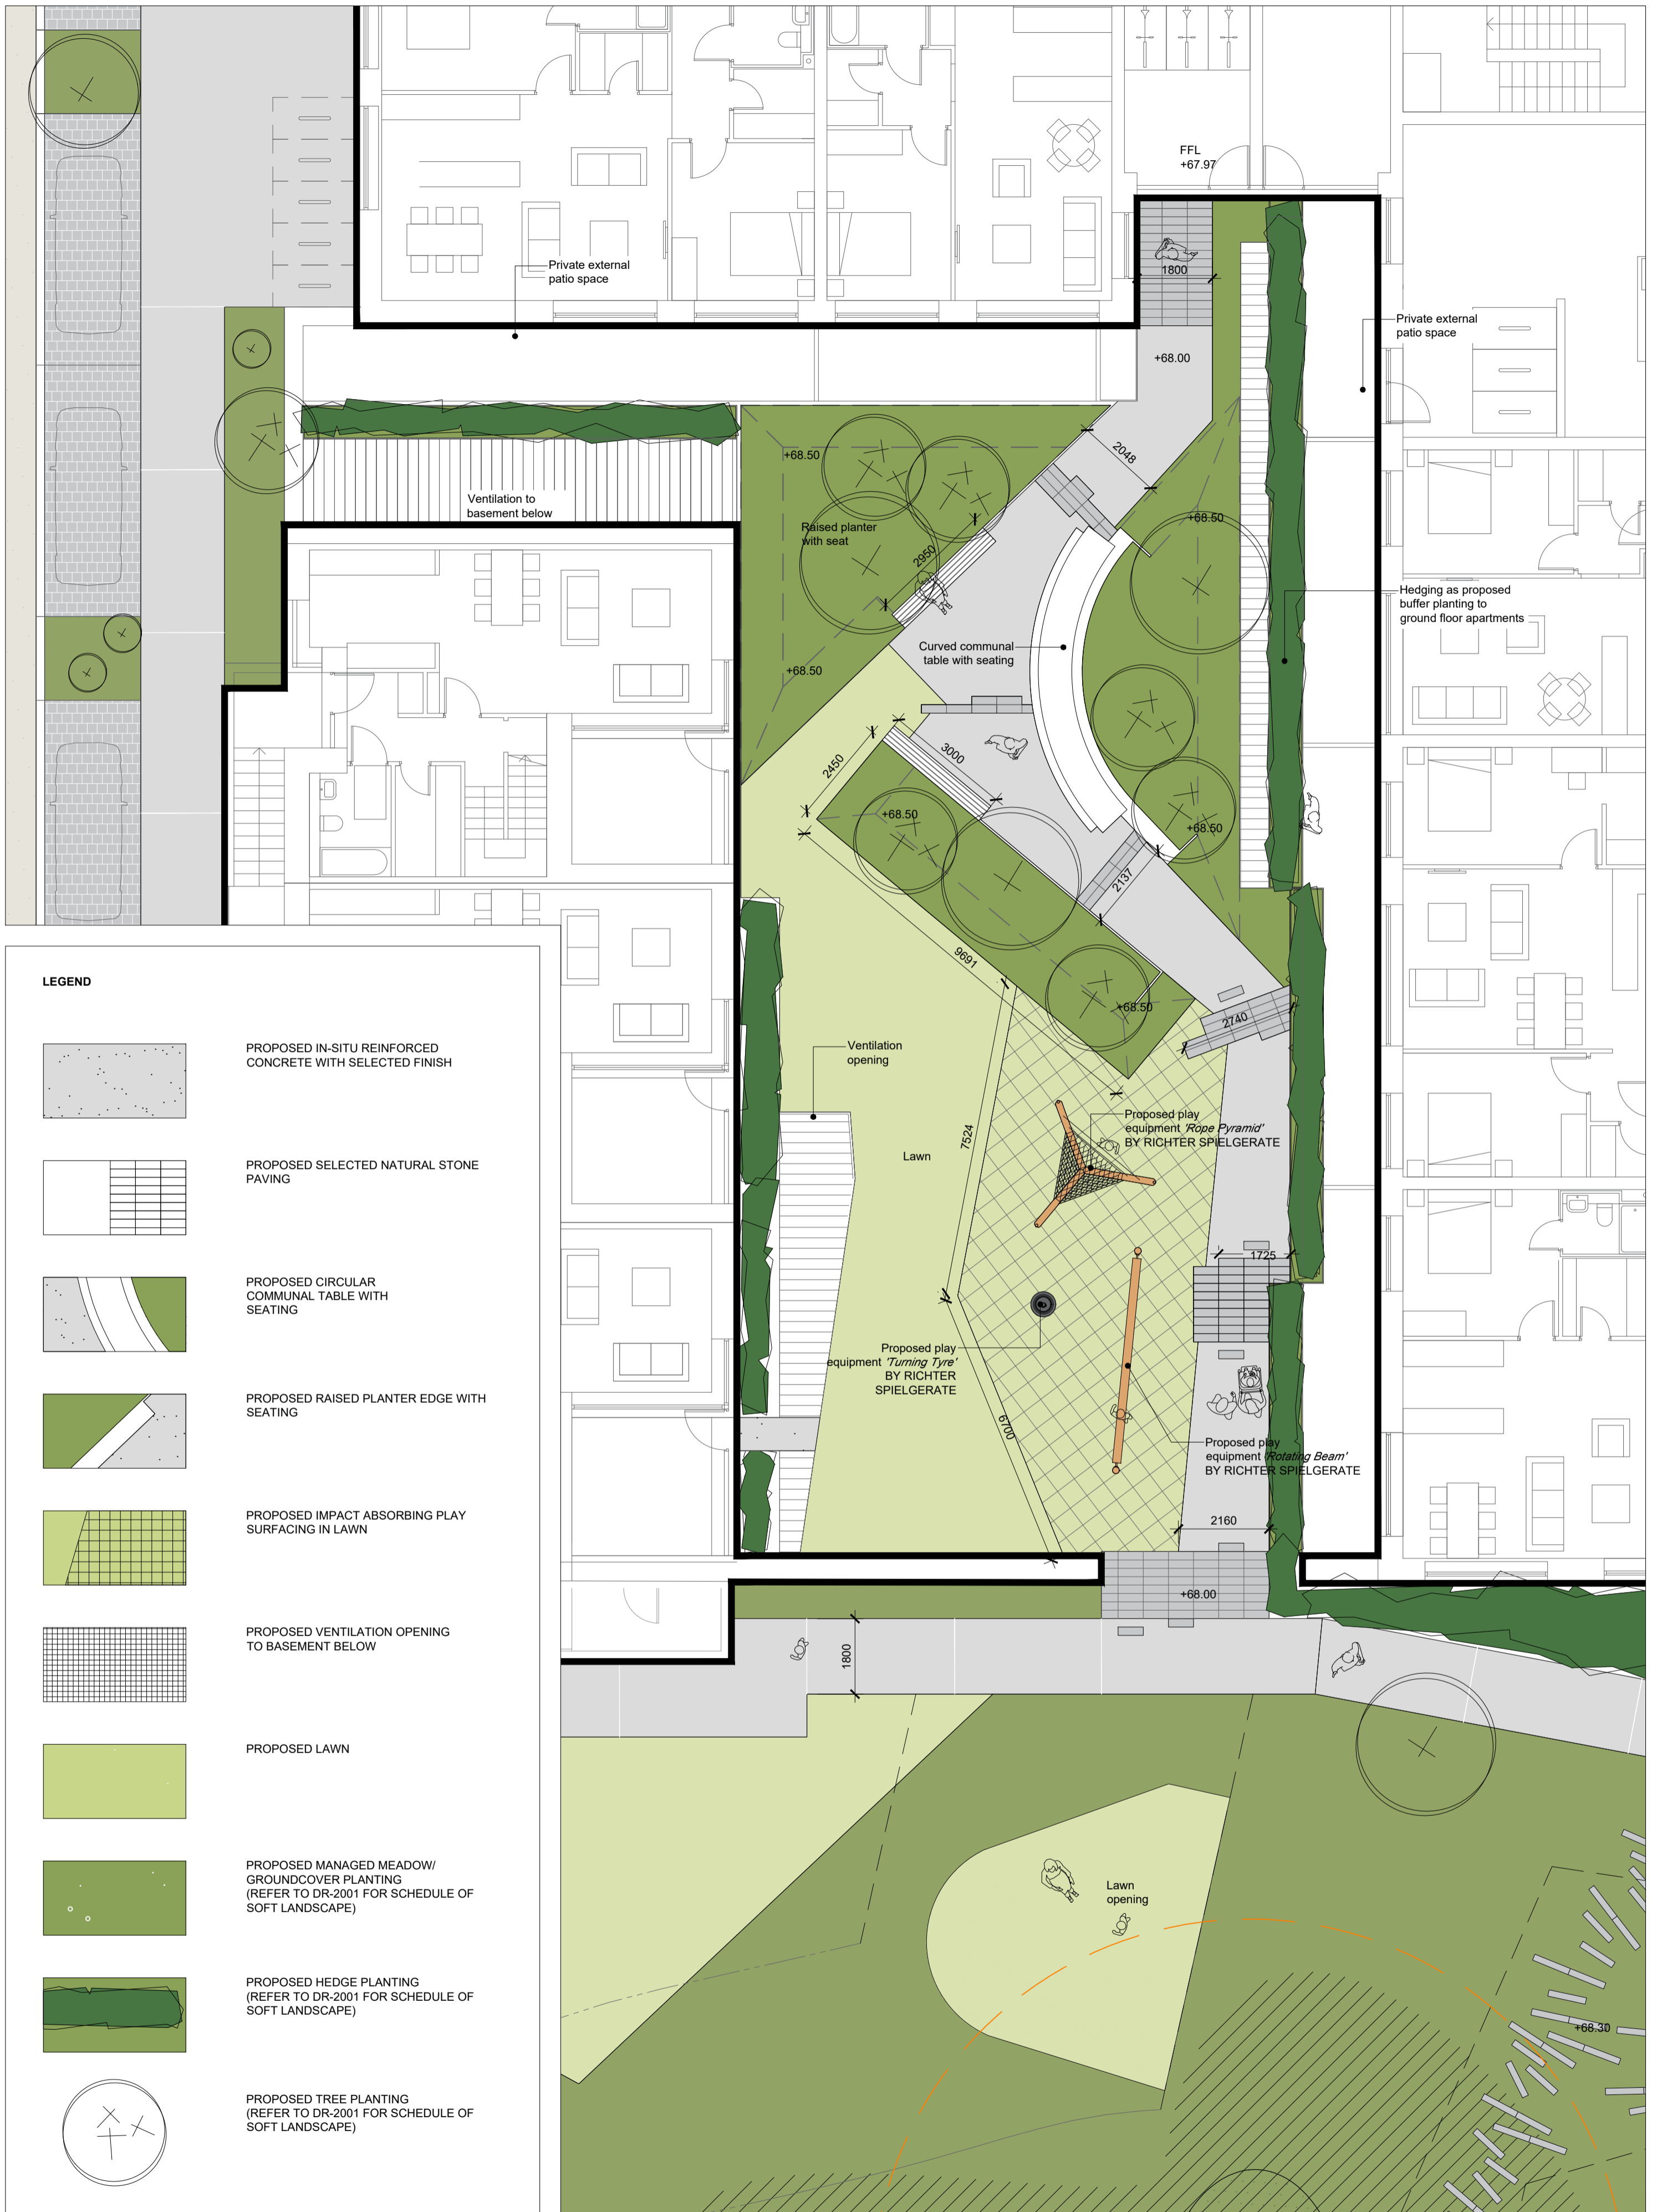 FFL
+67.97
Private external
patio space
1800
Private external
patio space
+68.00
2048
+68.50
Ventilation to
basement below
Raised planter
with seat
+68.50
2950
Hedging as proposed
buffer planting to
ground floor apartments
Curved communal
table with seating
+68.50
2450
3000
+68.50
+68.50
2137
9691
+68.50
2740
Ventilation
opening
Proposed play
equipment 'Rope Pyramid'
BY RICHTER SPIELGERATE
7524
Lawn
1725
Proposed play
equipment 'Turning Tyre'
BY RICHTER
SPIELGERATE
6700
Proposed play
equipment 'Rotating Beam'
BY RICHTER SPIELGERATE
2160
+68.00
1800
Lawn
opening
+68.30
LEGEND
PROPOSED IN-SITU REINFORCED
CONCRETE WITH SELECTED FINISH
PROPOSED SELECTED NATURAL STONE
PAVING
PROPOSED CIRCULAR
COMMUNAL TABLE WITH
SEATING
PROPOSED RAISED PLANTER EDGE WITH
SEATING
PROPOSED IMPACT ABSORBING PLAY
SURFACING IN LAWN
PROPOSED VENTILATION OPENING
TO BASEMENT BELOW
PROPOSED LAWN
PROPOSED MANAGED MEADOW/
GROUNDCOVER PLANTING
(REFER TO DR-2001 FOR SCHEDULE OF
SOFT LANDSCAPE)
PROPOSED HEDGE PLANTING
(REFER TO DR-2001 FOR SCHEDULE OF
SOFT LANDSCAPE)
PROPOSED TREE PLANTING
(REFER TO DR-2001 FOR SCHEDULE OF
SOFT LANDSCAPE)